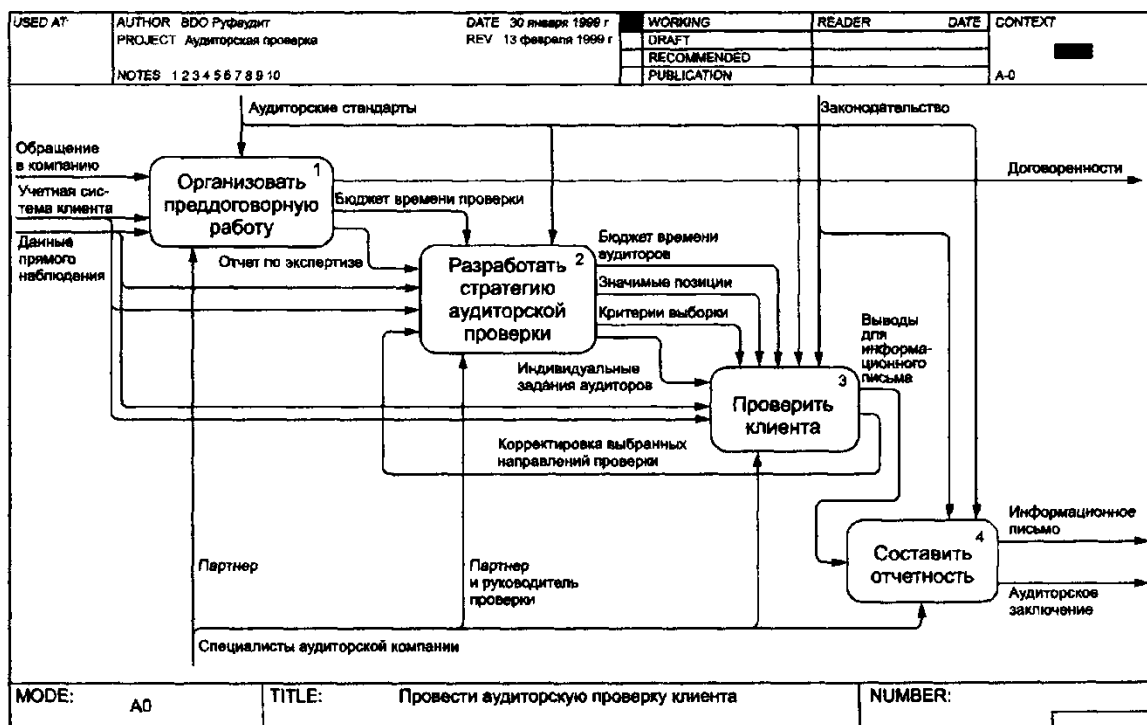 USED AT:
AUTHOR BDO Руфаудит
DATE 30 января 1999 г
PROJECT Аудиторская проверка
REV 13 февраля 1999 г
NOTES 1 2 3 4 5 6 7 8 9 10
WORKING
DRAFT
RECOMMENDED
PUBLICATION
READER
DATE
CONTEXT
A-0
Аудиторские стандарты
Законодательство
Обращение
в компанию
Учетная сис-
тема клиента
Данные
прямого
наблюдения
1
Организовать
преддоговорную
работу
Договоренности
Бюджет времени проверки
Отчет по экспертизе
2
Разработать
стратегию
аудиторской
проверки
Бюджет времени
аудиторов
Значимые позиции
Критерии выборки
Индивидуальные
задания аудиторов
Выводы
для
информа-
ционного
письма
3
Проверить
клиента
Корректировка выбранных
направлений проверки
4
Составить
отчетность
Информационное
письмо
Аудиторское
заключение
Партнер
Партнер
и руководитель
проверки
Специалисты аудиторской компании
MODE:
A0
TITLE:
Провести аудиторскую проверку клиента
NUMBER: